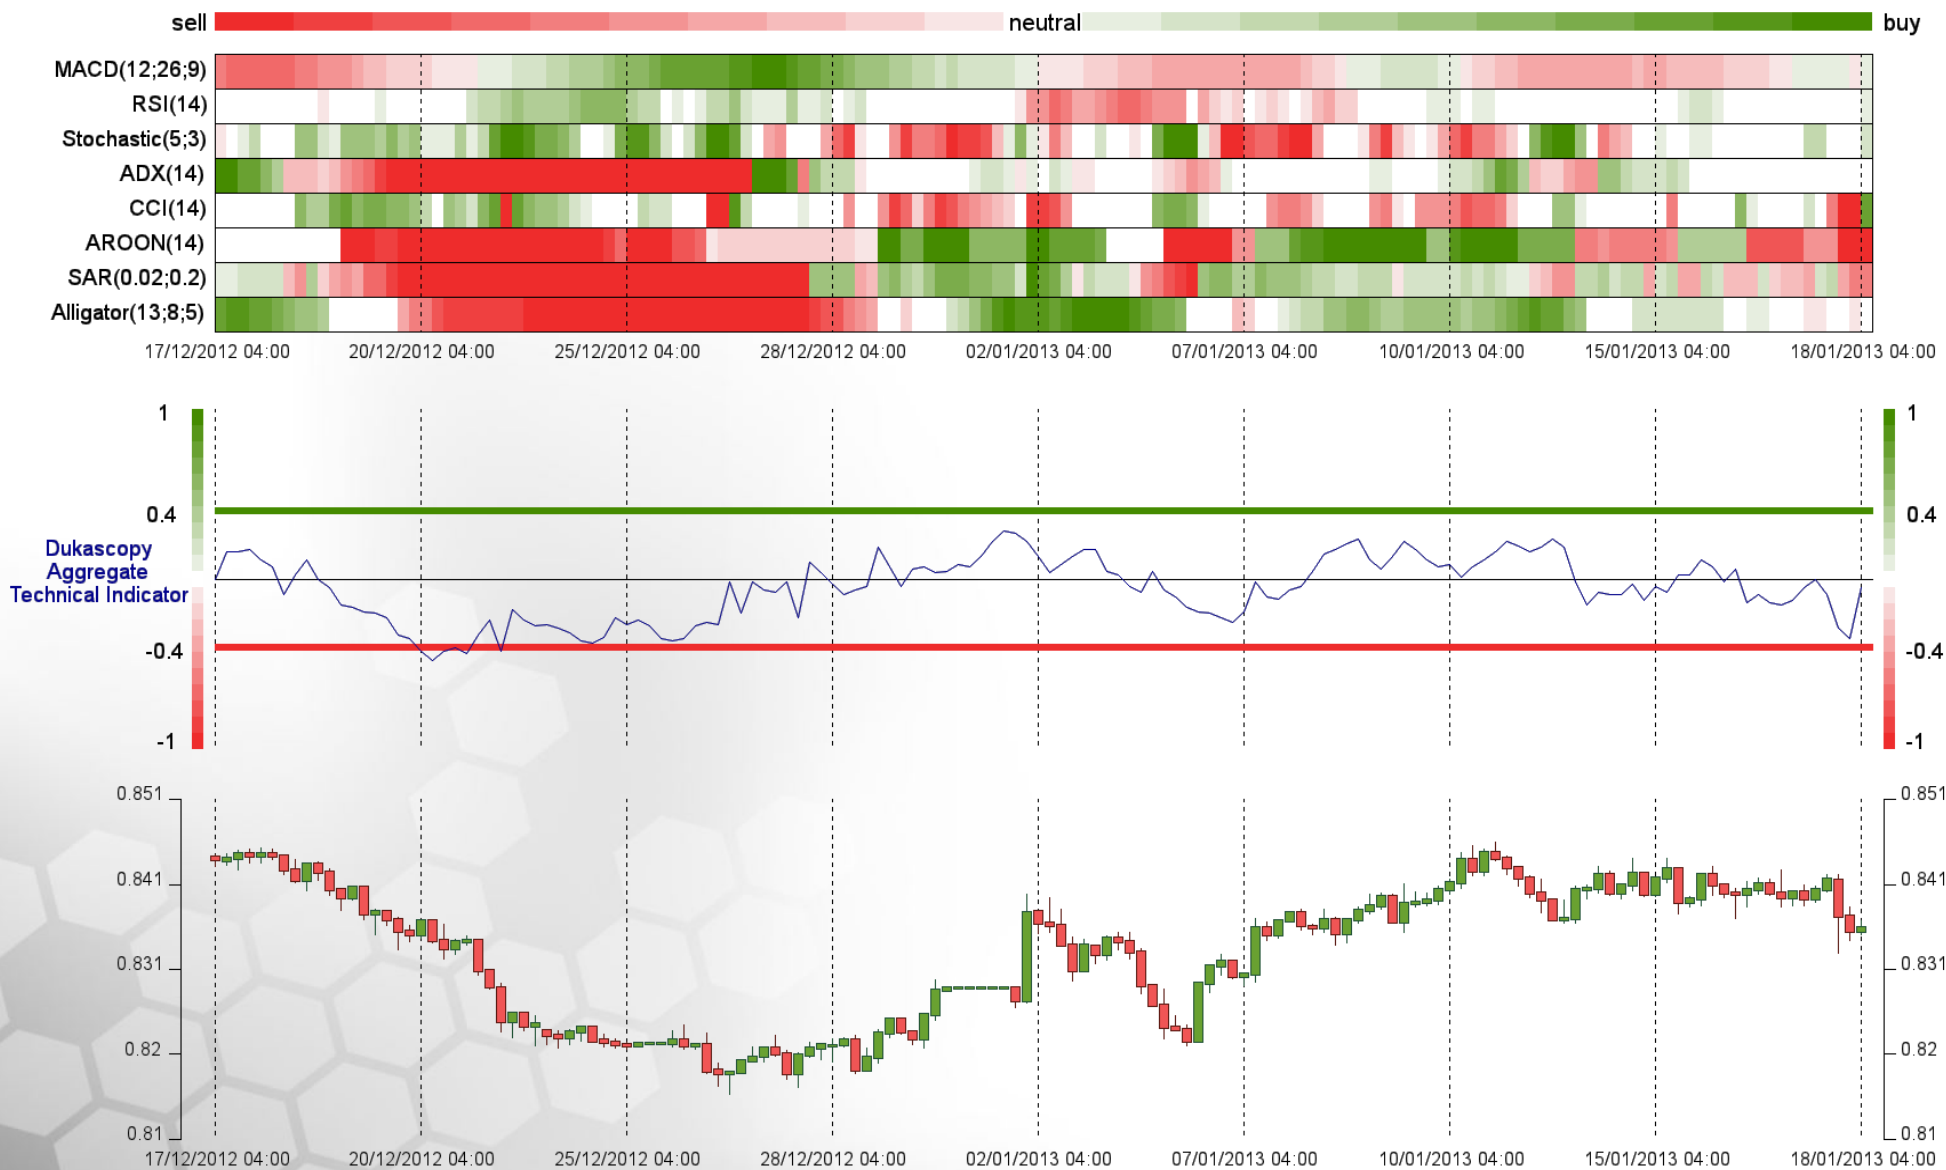 sell neutral buy
MACD(12;26;9)
RSI(14)
Stochastic(5;3)
ADX(14)
CCI(14)
AROON(14)
SAR(0.02;0.2)
Alligator(13;8;5)
17/12/2012 04:00 20/12/2012 04:00 25/12/2012 04:00 28/12/2012 04:00 02/01/2013 04:00 07/01/2013 04:00 10/01/2013 04:00 15/01/2013 04:00 18/01/2013 04:00
1 1
0.4 0.4
Dukascopy
Aggregate
Technical Indicator
-0.4 -0.4
-1 -1
0.851 0.851
0.841 0.841
0.831 0.831
0.82 0.82
0.81 0.81
17/12/2012 04:00 20/12/2012 04:00 25/12/2012 04:00 28/12/2012 04:00 02/01/2013 04:00 07/01/2013 04:00 10/01/2013 04:00 15/01/2013 04:00 18/01/2013 04:00